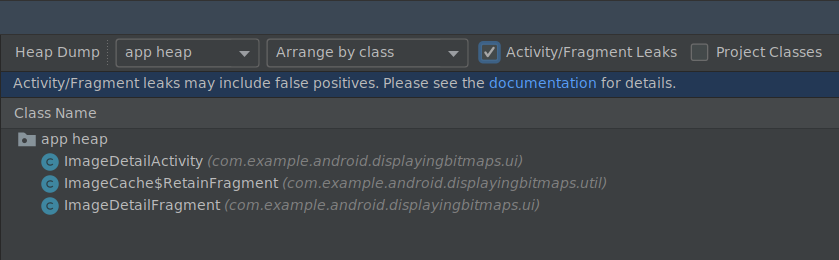 Heap Dump app heap Arrange by class Activity/Fragment Leaks Project Classes
Activity/Fragment leaks may include false positives. Please see the documentation for details.
Class Name
app heap
C ImageDetailActivity (com.example.android.displayingbitmaps.ui)
C ImageCache$RetainFragment (com.example.android.displayingbitmaps.util)
C ImageDetailFragment (com.example.android.displayingbitmaps.ui)